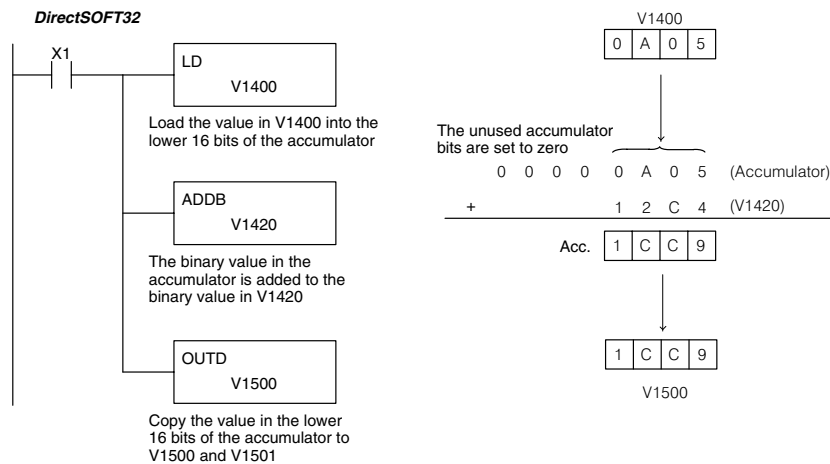 DirectSOFT32
X1
LD
V1400
Load the value in V1400 into the
lower 16 bits of the accumulator
ADDB
V1420
The binary value in the
accumulator is added to the
binary value in V1420
OUTD
V1500
Copy the value in the lower
16 bits of the accumulator to
V1500 and V1501
V1400
0 A 0 5
The unused accumulator
bits are set to zero
0 0 0 0 0 A 0 5 (Accumulator)
+ 1 2 C 4 (V1420)
Acc. 1 C C 9
1 C C 9
V1500